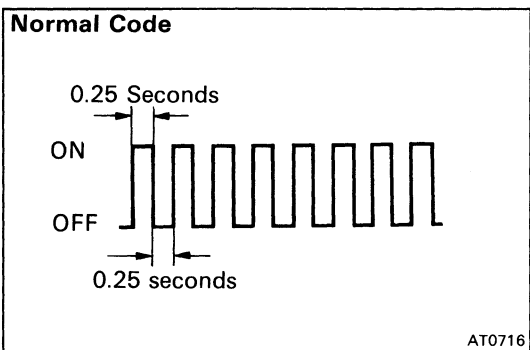 Normal Code
0.25 Seconds
ON
OFF
0.25 seconds
AT0716